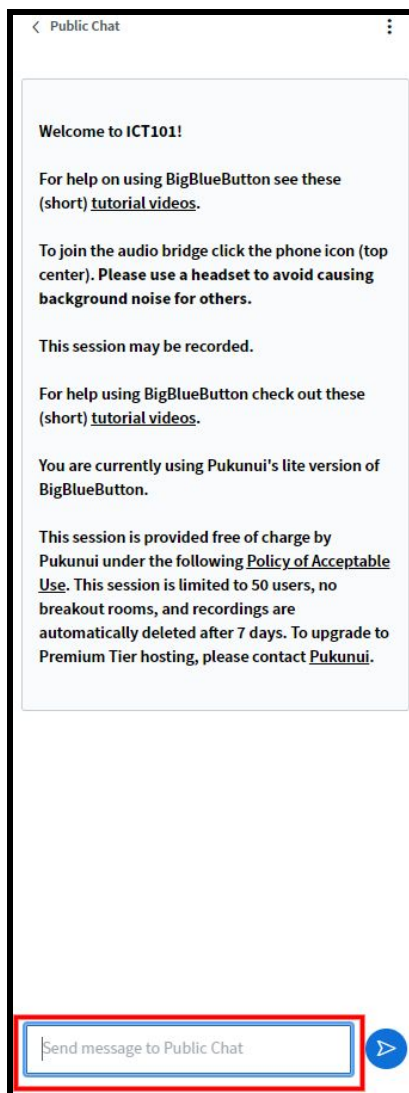 Public Chat
Welcome to ICT101!
For help on using BigBlueButton see these
(short) tutorial videos.
To join the audio bridge click the phone icon (top
center). Please use a headset to avoid causing
background noise for others.
This session may be recorded.
For help using BigBlueButton check out these
(short) tutorial videos.
You are currently using Pukunui's lite version of
BigBlueButton.
This session is provided free of charge by
Pukunui under the following Policy of Acceptable
Use. This session is limited to 50 users, no
breakout rooms, and recordings are
automatically deleted after 7 days. To upgrade to
Premium Tier hosting, please contact Pukunui.
Send message to Public Chat